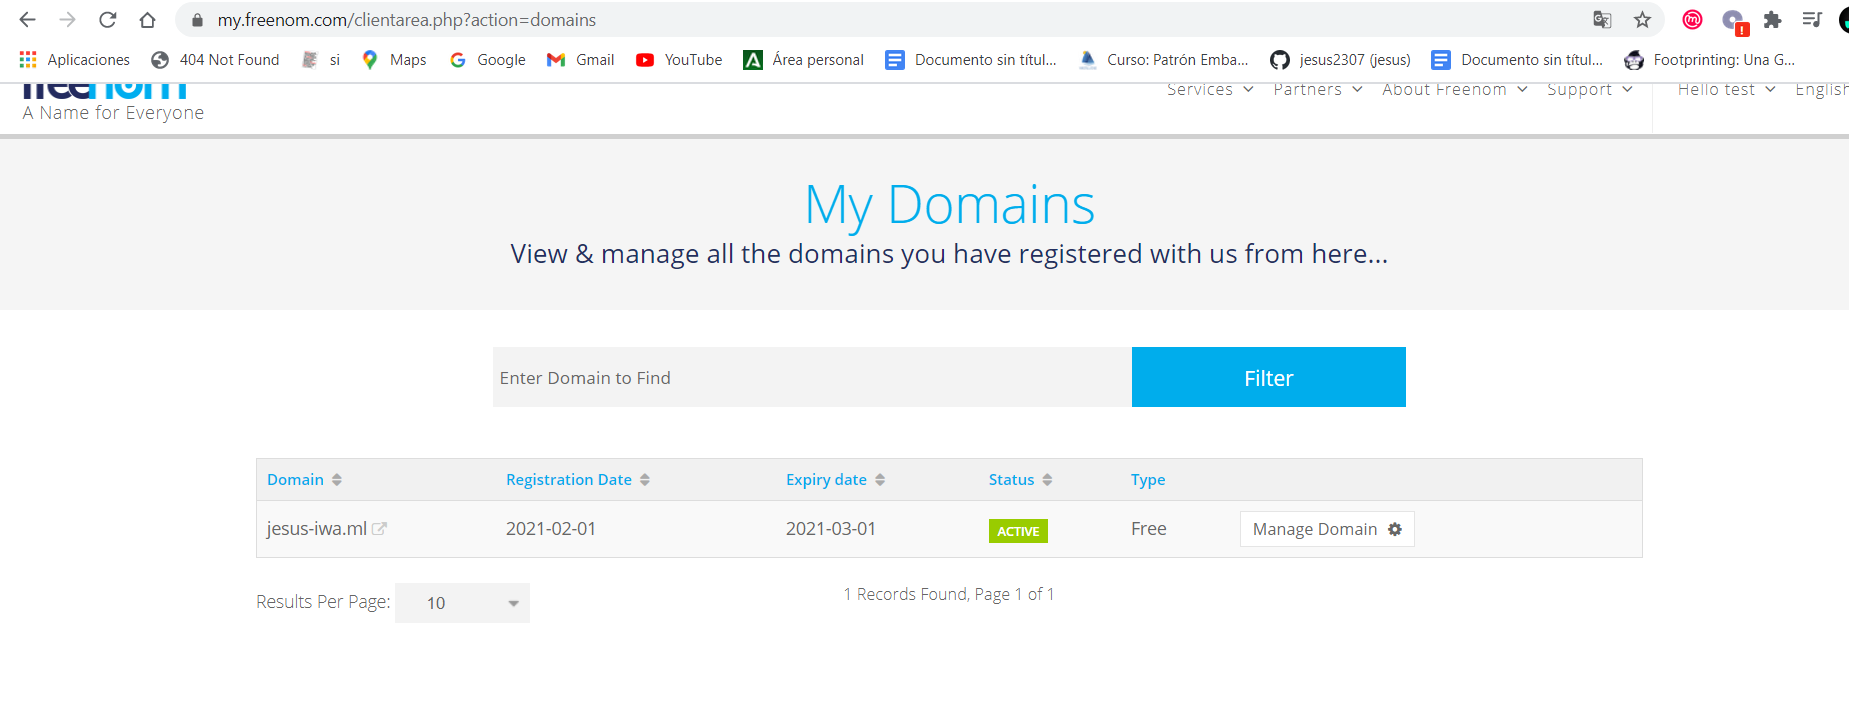 my.freenom.com/clientarea.php?action=domains
Aplicaciones 404 Not Found si Maps Google Gmail YouTube Área personal Documento sin títul... Curso: Patrón Emba... jesus2307 (jesus) Documento sin títul... Footprinting: Una G...
freenom
A Name for Everyone
Services Partners About Freenom Support Hello test English
My Domains
View & manage all the domains you have registered with us from here...
Enter Domain to Find Filter
Domain Registration Date Expiry date Status Type
jesus-iwa.ml 2021-02-01 2021-03-01 ACTIVE Free Manage Domain
Results Per Page: 10 1 Records Found, Page 1 of 1